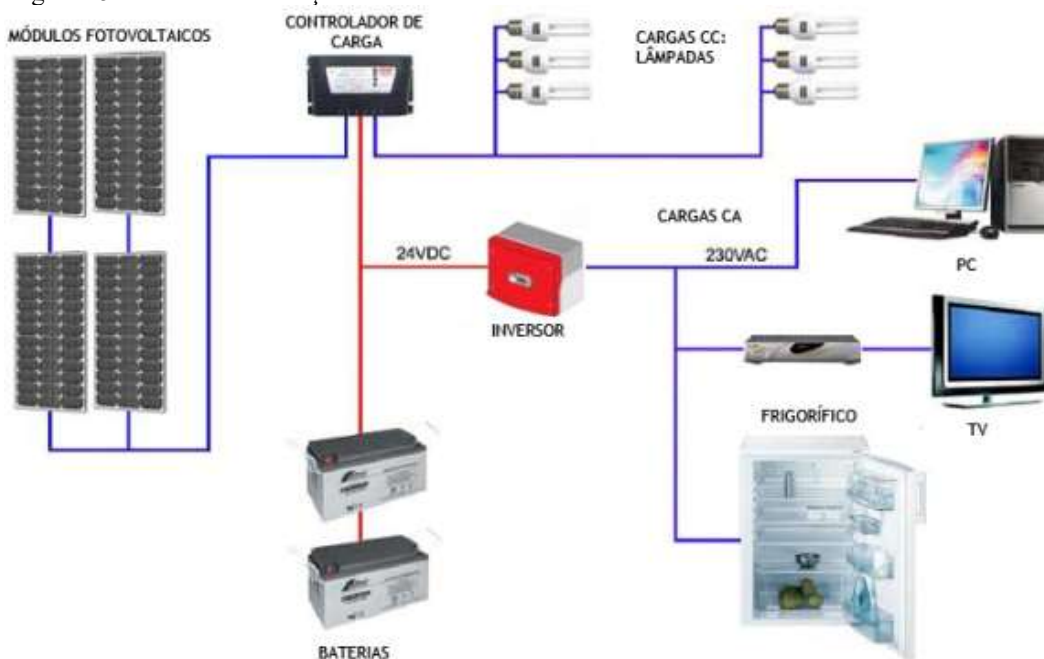 MÓDULOS FOTOVOLTAICOS
CONTROLADOR DE
CARGA
CARGAS CC:
LÂMPADAS
CARGAS CA
24VDC
230VAC
PC
INVERSOR
FRIGORÍFICO
TV
BATERIAS